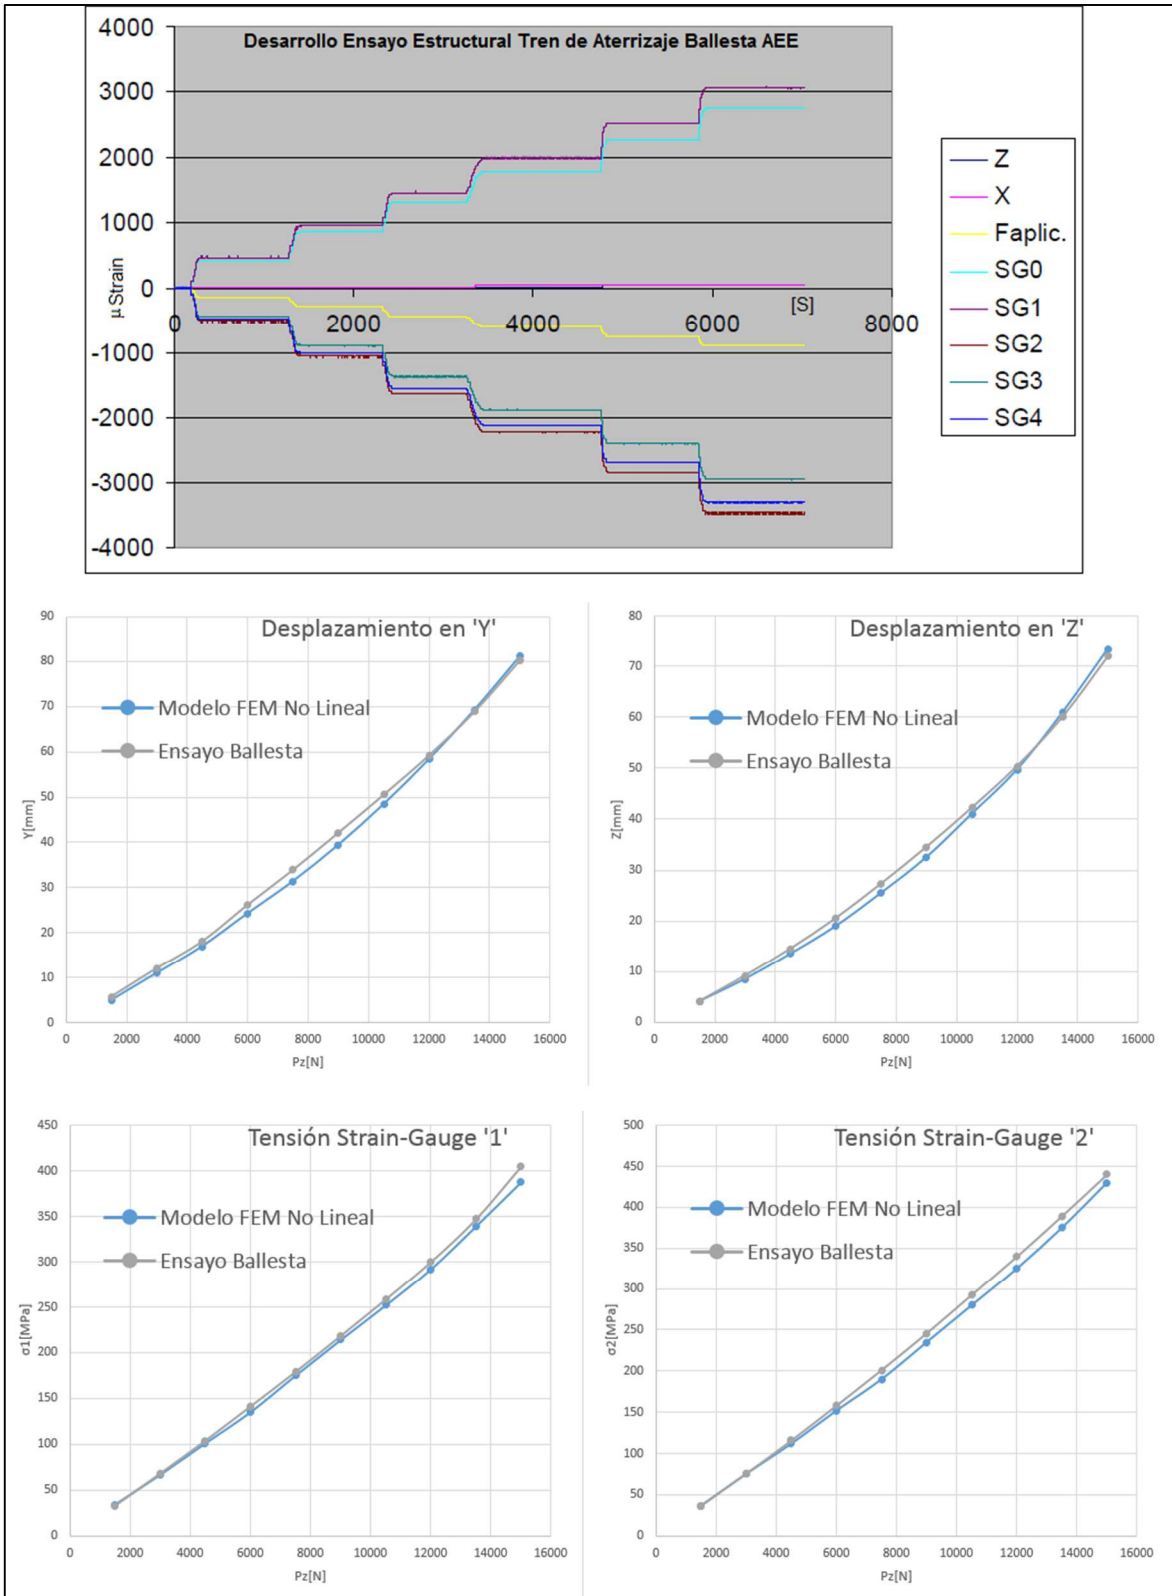 Desarrollo Ensayo Estructural Tren de Aterrizaje Ballesta AEE
4000
3000
2000
1000
0
-1000
-2000
-3000
-4000
µStrain
0 2000 4000 6000 8000
[S]
Z
X
Faplic.
SG0
SG1
SG2
SG3
SG4
Desplazamiento en 'Y'
Modelo FEM No Lineal
Ensayo Ballesta
90
80
70
60
50
40
30
20
10
0
Y[mm]
0 2000 4000 6000 8000 10000 12000 14000 16000
Pz[N]
Desplazamiento en 'Z'
Modelo FEM No Lineal
Ensayo Ballesta
80
70
60
50
40
30
20
10
0
Z[mm]
0 2000 4000 6000 8000 10000 12000 14000 16000
Pz[N]
Tensión Strain-Gauge '1'
Modelo FEM No Lineal
Ensayo Ballesta
450
400
350
300
250
200
150
100
50
0
σ1[MPa]
0 2000 4000 6000 8000 10000 12000 14000 16000
Pz[N]
Tensión Strain-Gauge '2'
Modelo FEM No Lineal
Ensayo Ballesta
500
450
400
350
300
250
200
150
100
50
0
σ2[MPa]
0 2000 4000 6000 8000 10000 12000 14000 16000
Pz[N]